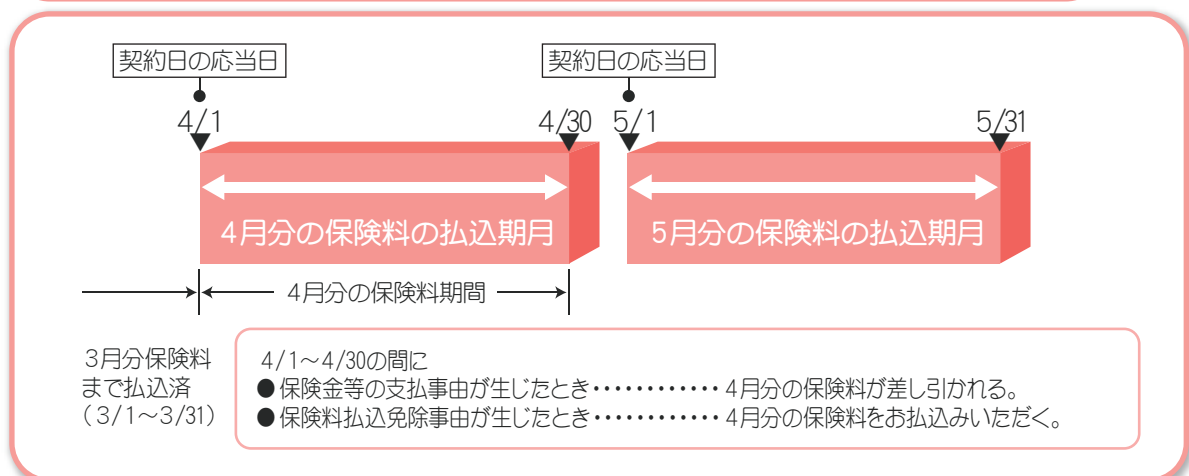 契約日の応当日
契約日の応当日
4/1
4/30
5/1
5/31
4月分の保険料の払込期月
5月分の保険料の払込期月
4月分の保険料期間
3月分保険料
まで払込済
(3/1～3/31)
4/1～4/30の間に
●保険金等の支払事由が生じたとき・・・・・・・・・・・・4月分の保険料が差し引かれる。
●保険料払込免除事由が生じたとき・・・・・・・・・・・・4月分の保険料をお払込みいただく。